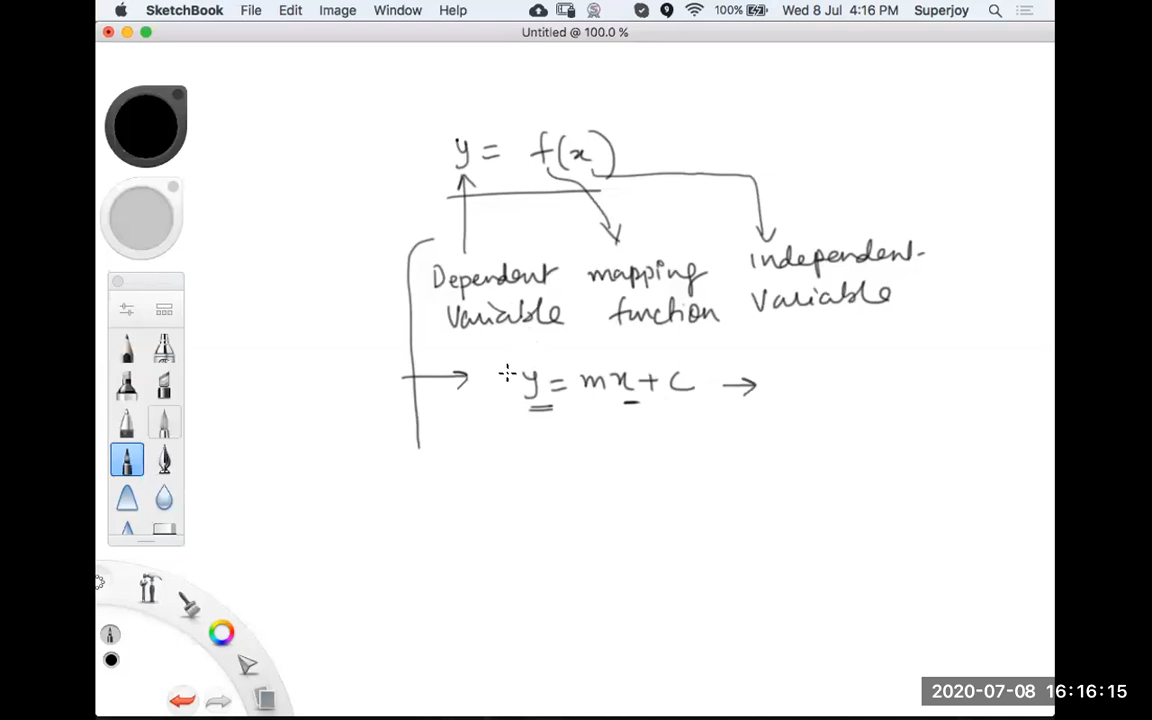 SketchBook File Edit Image Window Help 9 100% Wed 8 Jul 4:16 PM Superjoy
Untitled @ 100.0 %
y = f(x)
Dependent mapping independent
variable function variable
y = mx + c →
2020-07-08 16:16:15